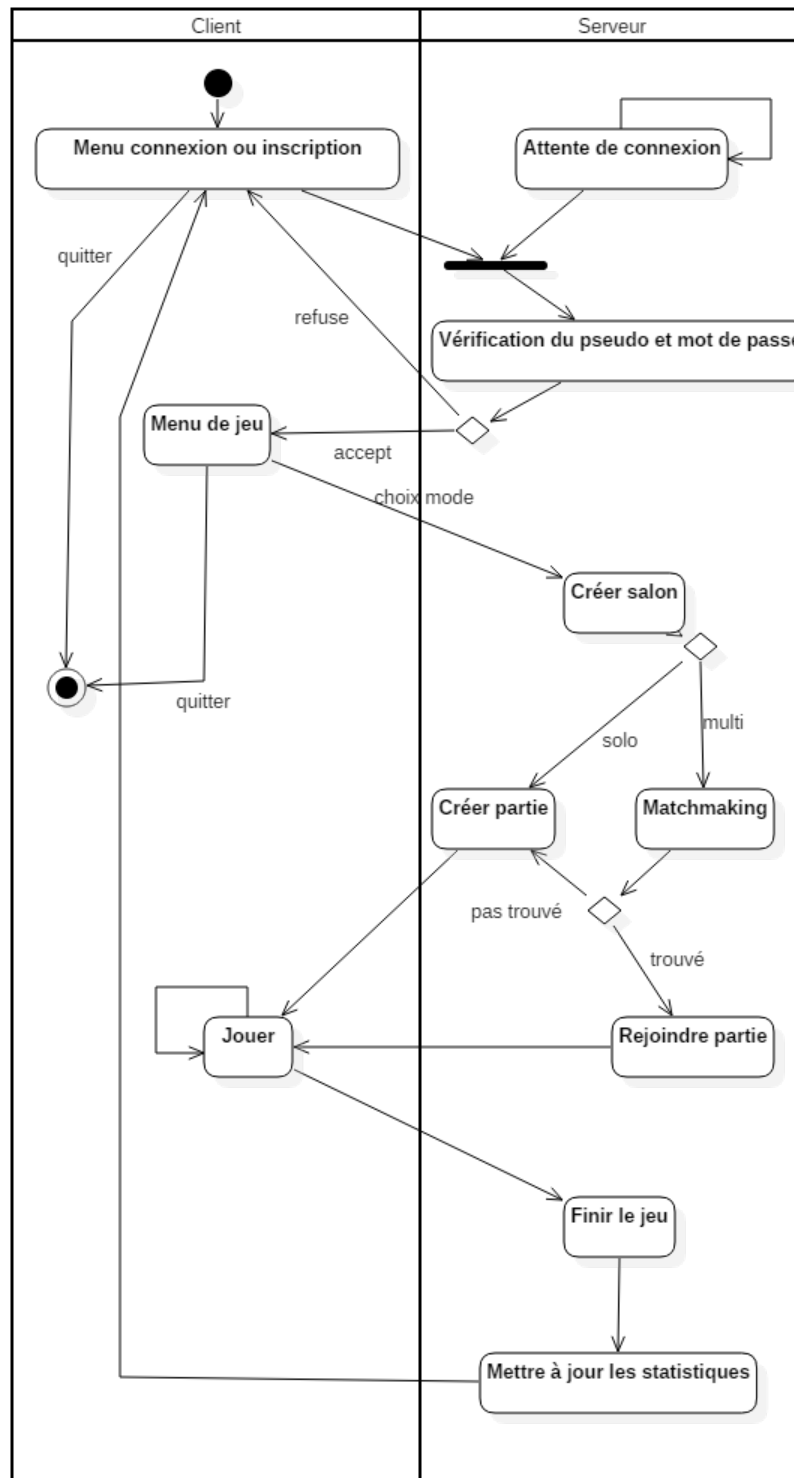 Client
Serveur
Menu connexion ou inscription
Attente de connexion
quitter
refuse
Vérification du pseudo et mot de passe
Menu de jeu
accept
choix mode
Créer salon
quitter
solo
multi
Créer partie
Matchmaking
pas trouvé
trouvé
Jouer
Rejoindre partie
Finir le jeu
Mettre à jour les statistiques